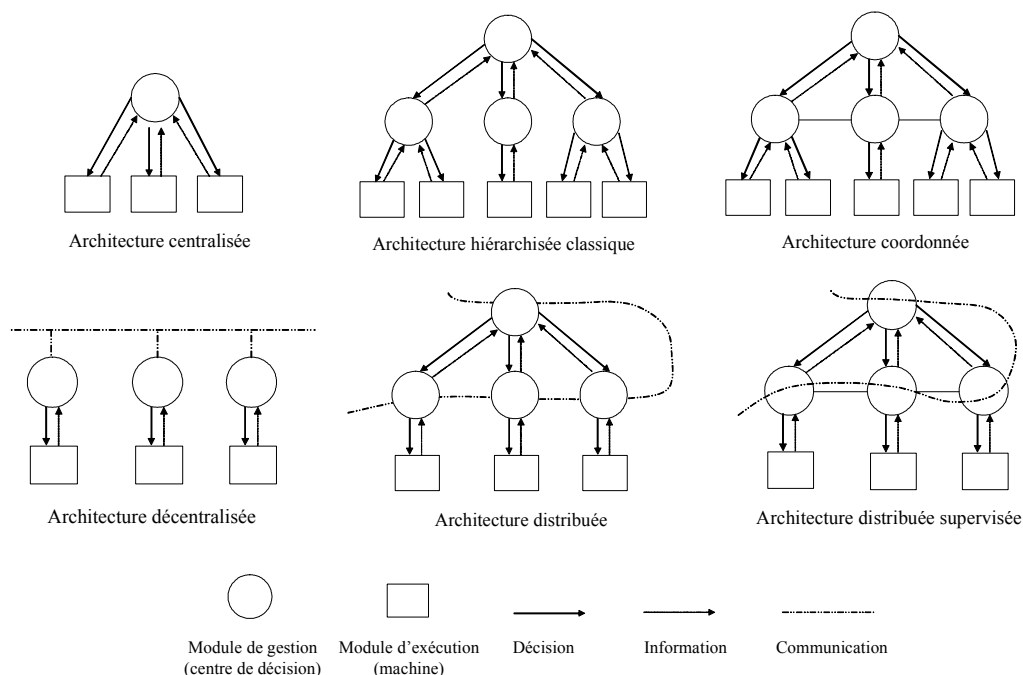 Architecture centralisée
Architecture hiérarchisée classique
Architecture coordonnée
Architecture décentralisée
Architecture distribuée
Architecture distribuée supervisée
Module de gestion
(centre de décision)
Module d'exécution
(machine)
Décision
Information
Communication